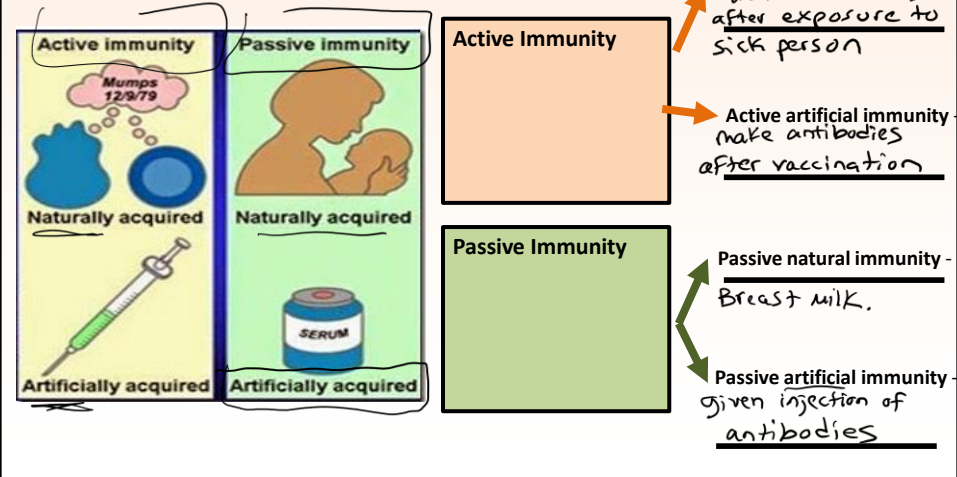 Active immunity
Passive immunity
Mumps
12/9/79
Naturally acquired
Naturally acquired
SERUM
Artificially acquired
Artificially acquired
Active Immunity
after exposure to
sick person
Active artificial immunity -
make antibodies
after vaccination
Passive Immunity
Passive natural immunity -
Breast milk.
Passive artificial immunity -
given injection of
antibodies